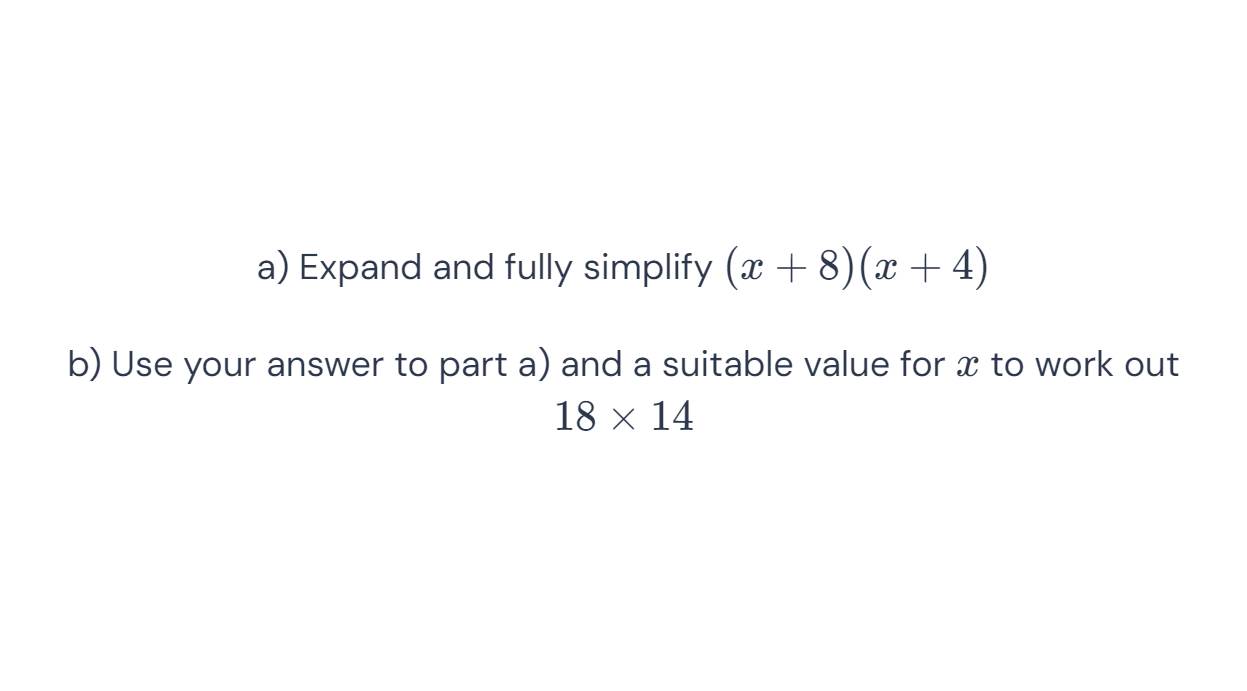 a) Expand and fully simplify (x + 8)(x + 4)
b) Use your answer to part a) and a suitable value for x to work out
18 × 14